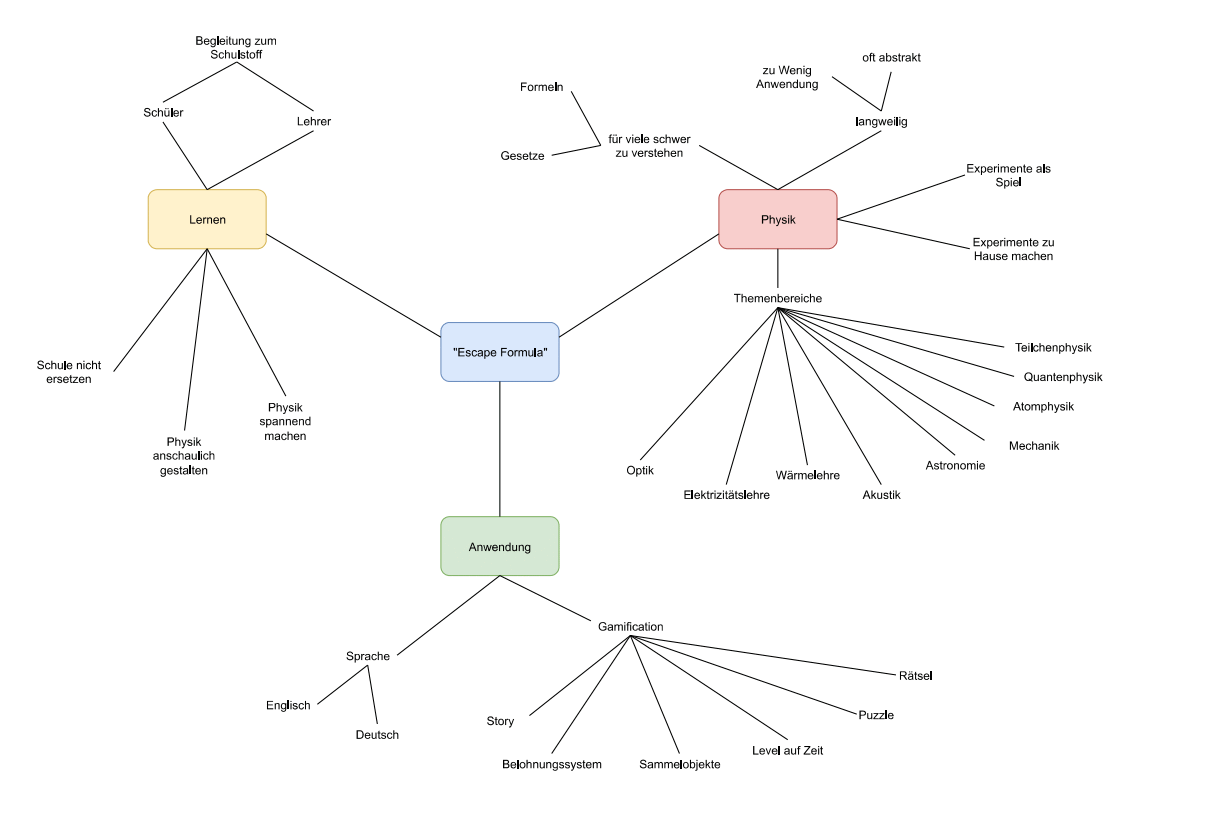 Begleitung zum
Schulstoff
Schüler
Lehrer
Lernen
Schule nicht
ersetzen
Physik
anschaulich
gestalten
Physik
spannend
machen
"Escape Formula"
Formeln
Gesetze
für viele schwer
zu verstehen
zu Wenig
Anwendung
oft abstrakt
langweilig
Physik
Experimente als
Spiel
Experimente zu
Hause machen
Themenbereiche
Teilchenphysik
Quantenphysik
Atomphysik
Mechanik
Astronomie
Akustik
Wärmelehre
Elektrizitätslehre
Optik
Anwendung
Sprache
Englisch
Deutsch
Gamification
Story
Belohnungssystem
Sammelobjekte
Level auf Zeit
Puzzle
Rätsel